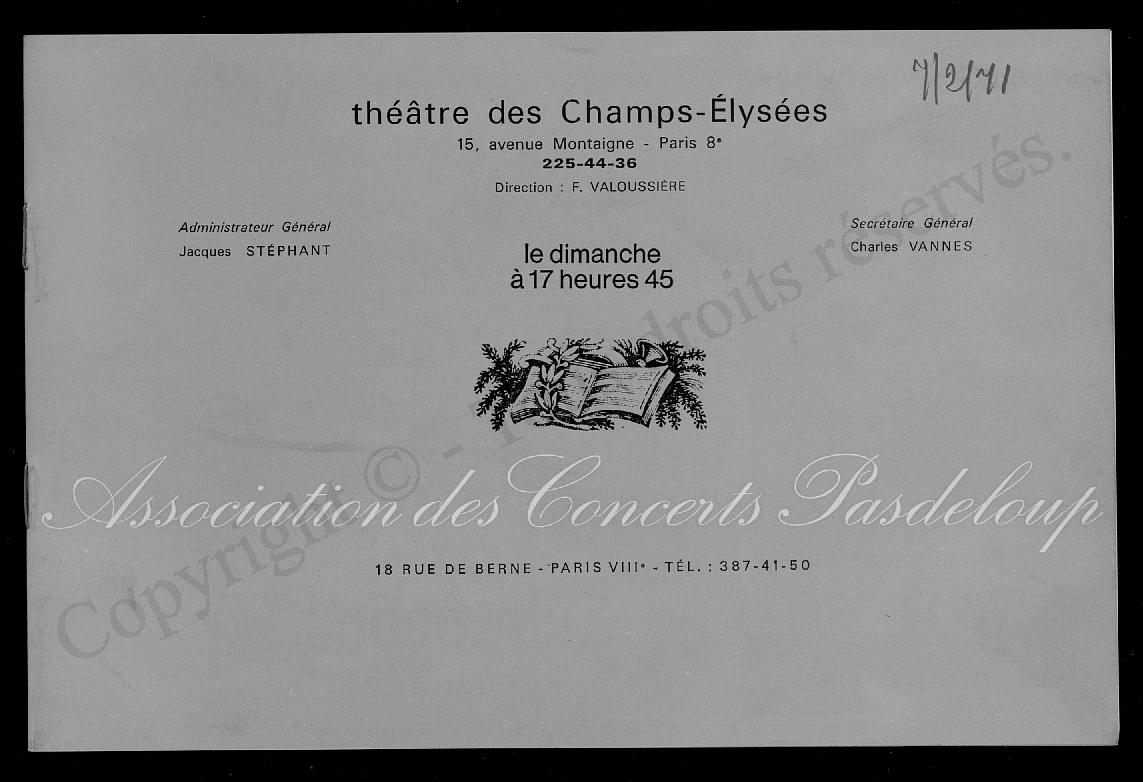 7/2/71
théâtre des Champs-Élysées
15, avenue Montaigne - Paris 8e
225-44-36
Direction : F. VALOUSSIÈRE
Administrateur Général
Jacques STÉPHANT
Secrétaire Général
Charles VANNES
le dimanche
à 17 heures 45
Association des Concerts Pasdeloup
18 RUE DE BERNE - PARIS VIIIe - TÉL. : 387-41-50
Copyright © - T droits réservés.